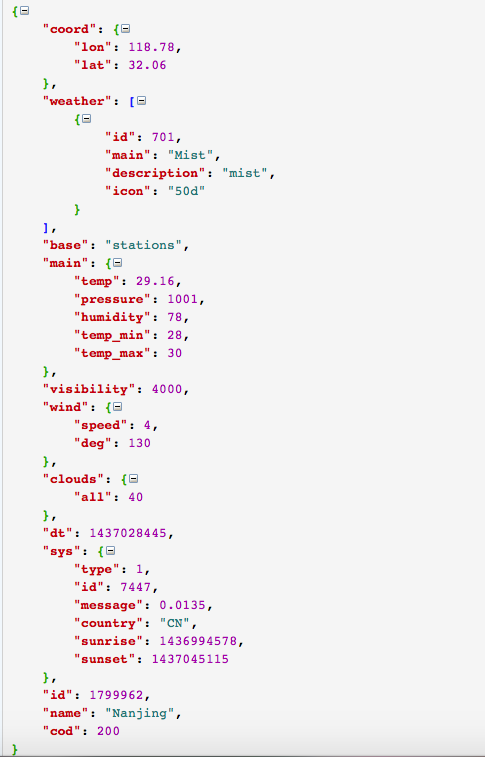 {
"coord": {
"lon": 118.78,
"lat": 32.06
},
"weather": [
{
"id": 701,
"main": "Mist",
"description": "mist",
"icon": "50d"
}
],
"base": "stations",
"main": {
"temp": 29.16,
"pressure": 1001,
"humidity": 78,
"temp_min": 28,
"temp_max": 30
},
"visibility": 4000,
"wind": {
"speed": 4,
"deg": 130
},
"clouds": {
"all": 40
},
"dt": 1437028445,
"sys": {
"type": 1,
"id": 7447,
"message": 0.0135,
"country": "CN",
"sunrise": 1436994578,
"sunset": 1437045115
},
"id": 1799962,
"name": "Nanjing",
"cod": 200
}